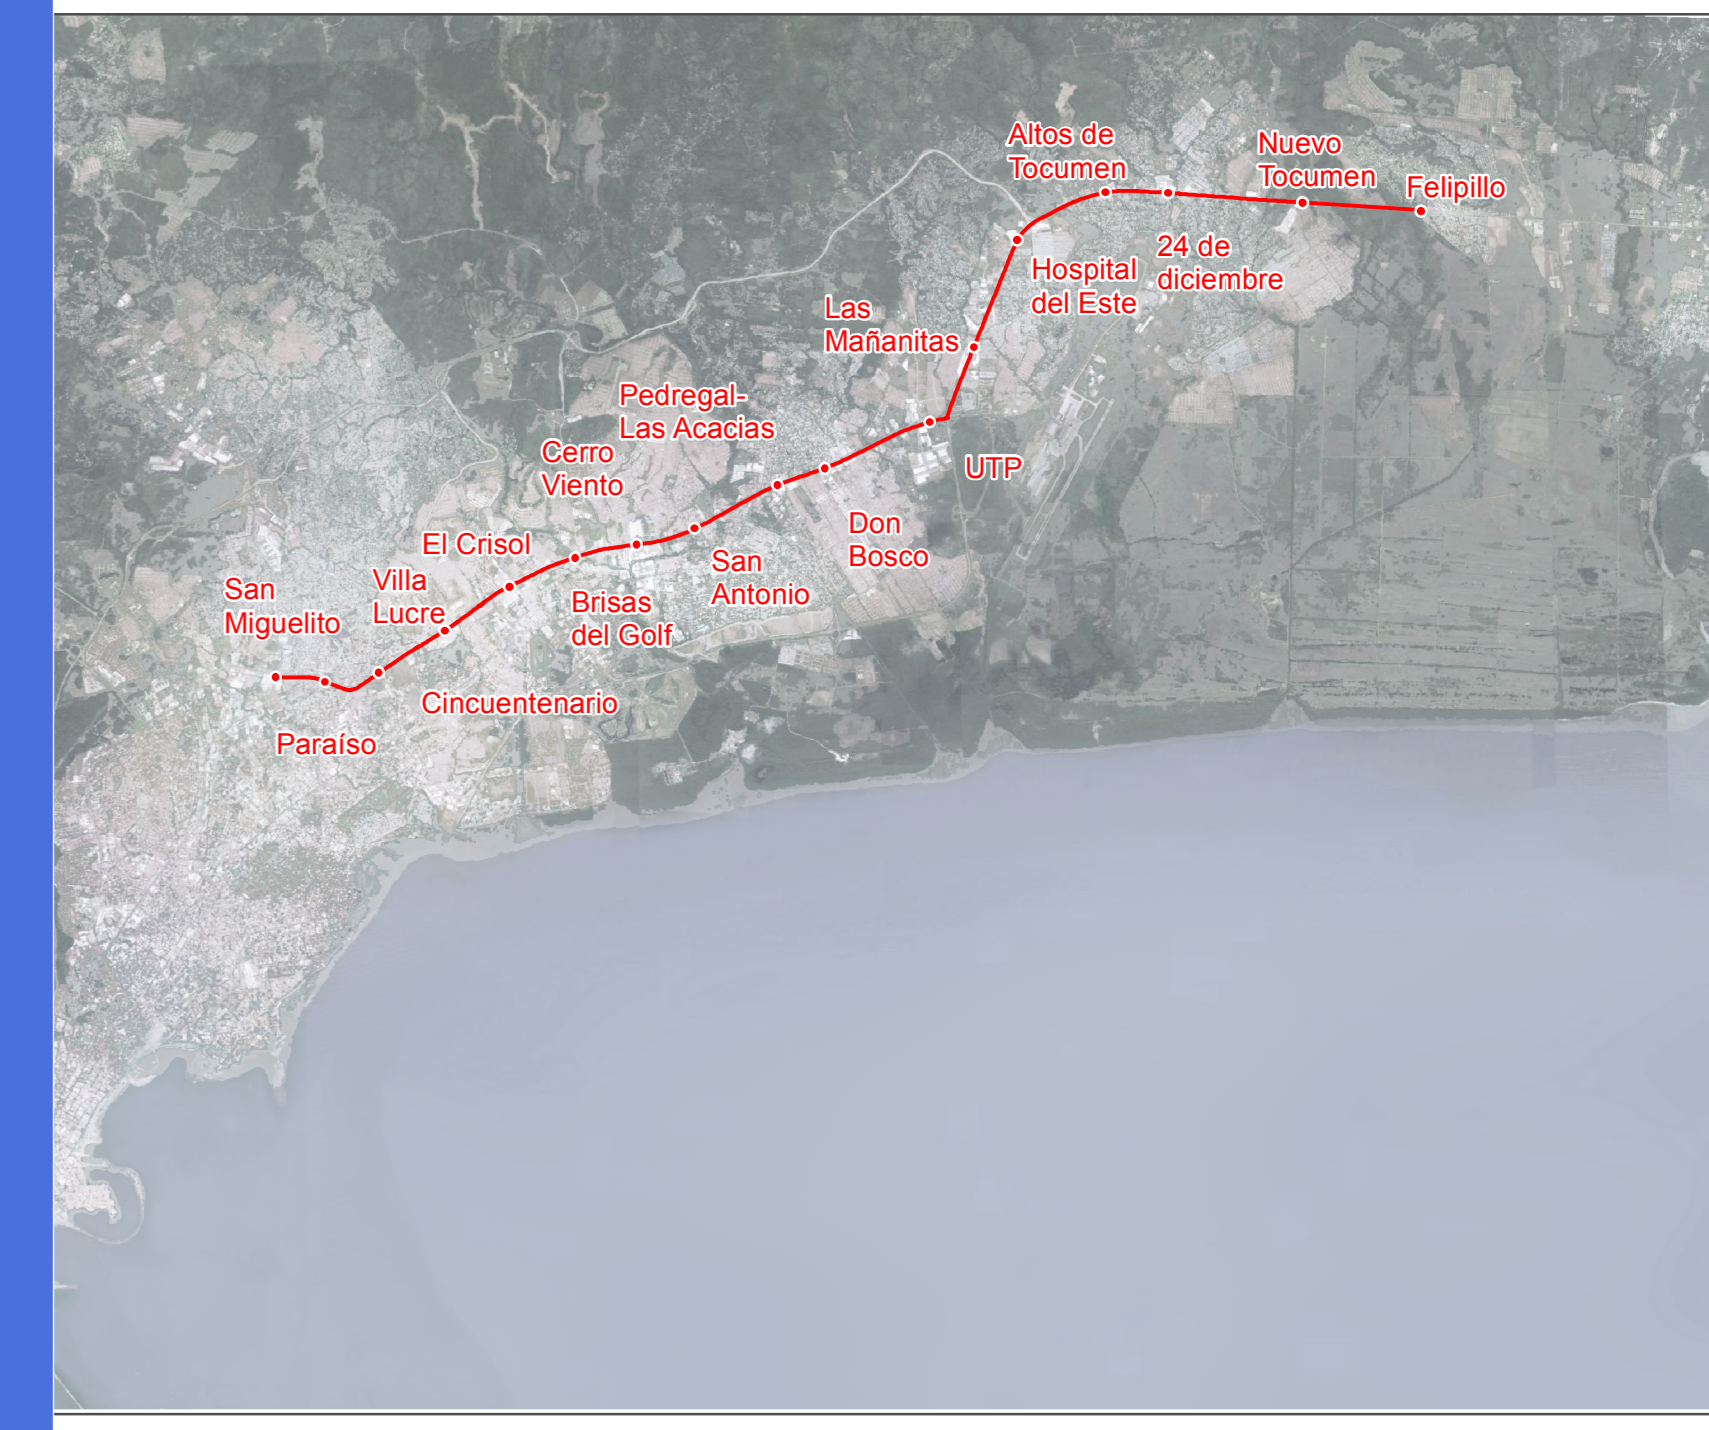 Altos de
Tocumen
Nuevo
Tocumen
Felipillo
24 de
diciembre
Hospital
del Este
Las
Mañanitas
Pedregal-
Las Acacias
Cerro
Viento
UTP
Don
Bosco
El Crisol
San
Antonio
Villa
Lucre
San
Miguelito
Brisas
del Golf
Cincuentenario
Paraíso